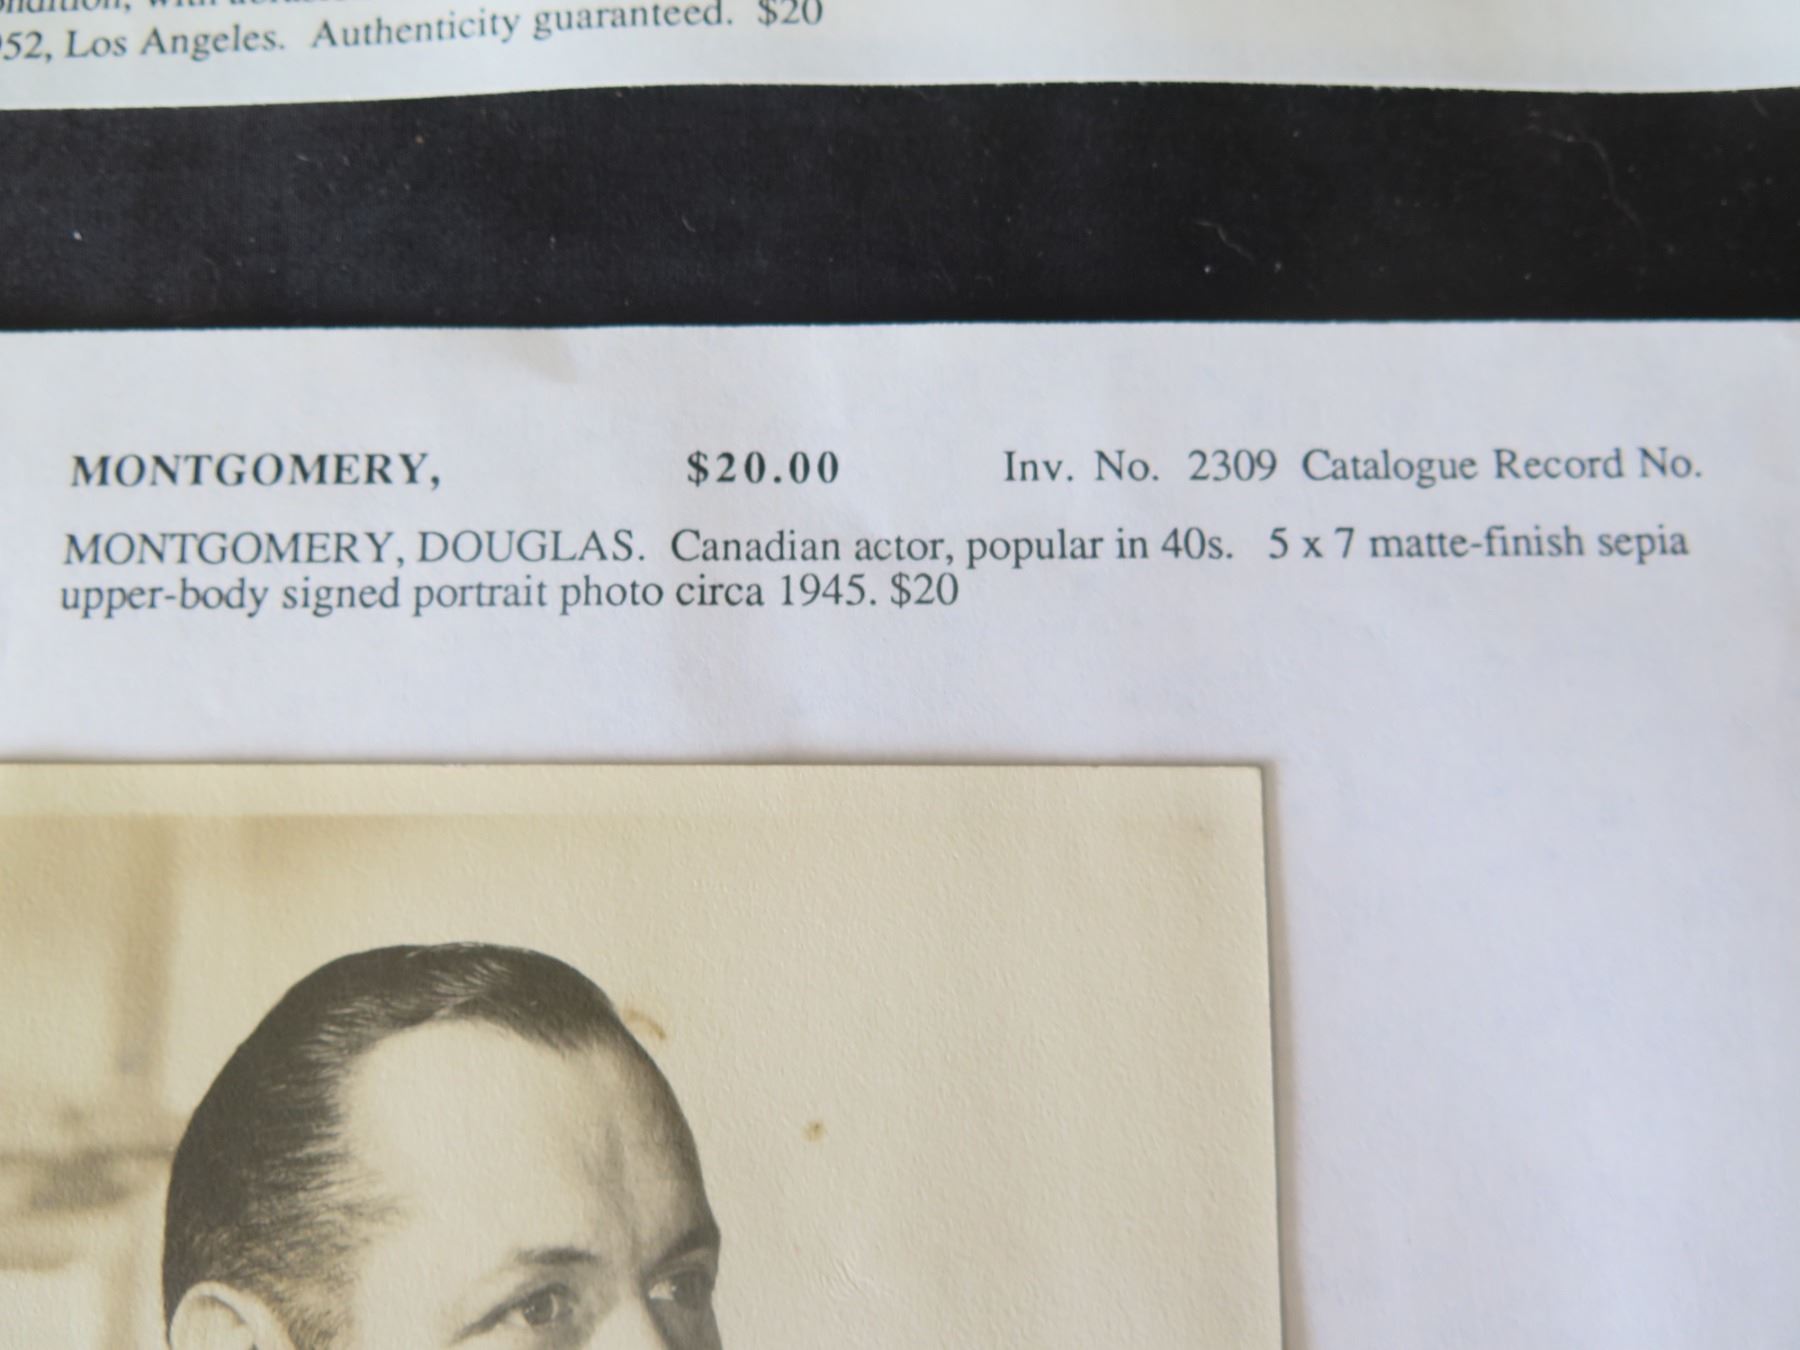 52, Los Angeles. Authenticity guaranteed. $20
MONTGOMERY, $20.00 Inv. No. 2309 Catalogue Record No.
MONTGOMERY, DOUGLAS. Canadian actor, popular in 40s. 5 x 7 matte-finish sepia
upper-body signed portrait photo circa 1945. $20